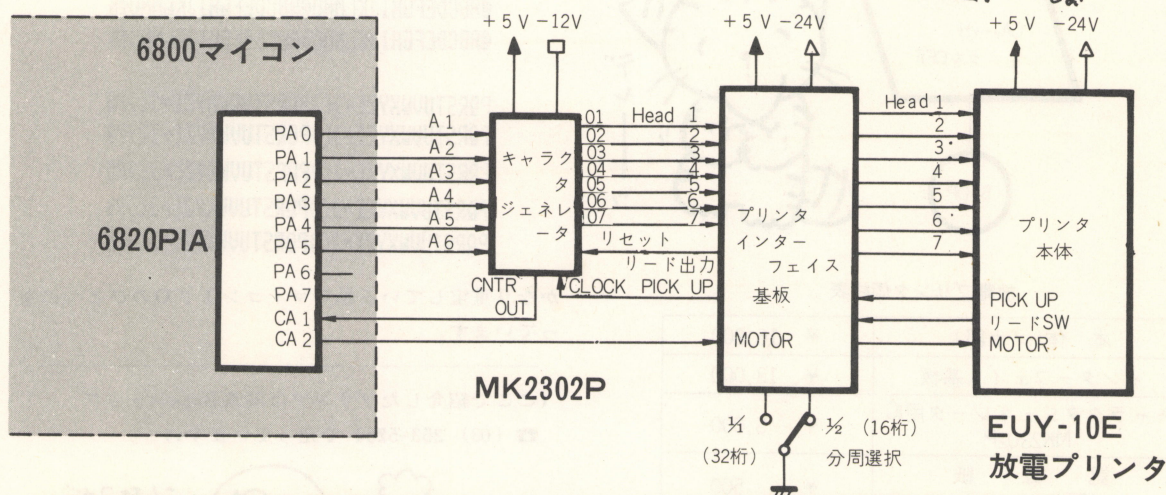 +5V -12V
+5V -24V
+5V -24V
6800マイコン
6820PIA
PA 0
PA 1
PA 2
PA 3
PA 4
PA 5
PA 6
PA 7
CA 1
CA 2
A 1
A 2
A 3
A 4
A 5
A 6
キャラク
タ
ジェネレ
ータ
CNTR
OUT
MK2302P
01 Head 1
02 2
03 3
04 4
05 5
06 6
07 7
リセット
リード出力
CLOCK PICK UP
プリンタ
インター
フェイス
基板
MOTOR
1/1
(32桁)
1/2 (16桁)
分周選択
Head 1
2
3
4
5
6
7
プリンタ
本体
PICK UP
リードSW
MOTOR
EUY-10E
放電プリンタ